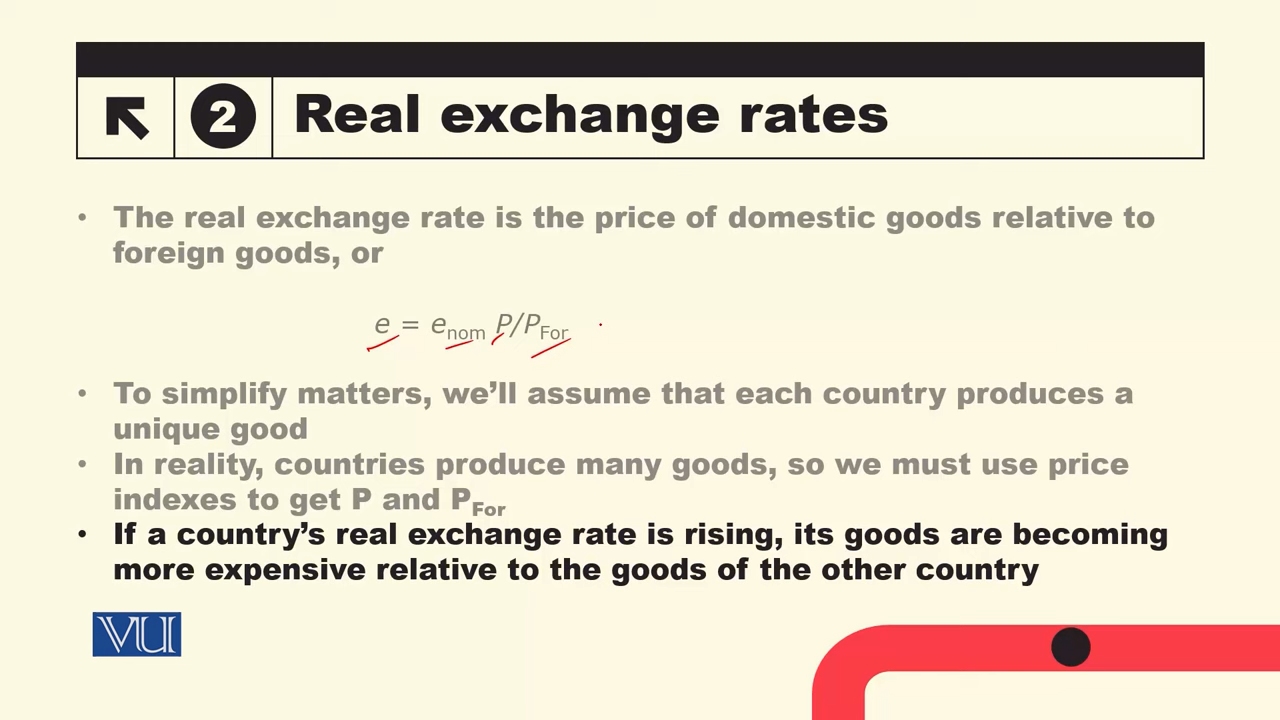 2 Real exchange rates
• The real exchange rate is the price of domestic goods relative to
foreign goods, or
e = enom P/PFor
• To simplify matters, we’ll assume that each country produces a
unique good
• In reality, countries produce many goods, so we must use price
indexes to get P and PFor
• If a country’s real exchange rate is rising, its goods are becoming
more expensive relative to the goods of the other country
VU